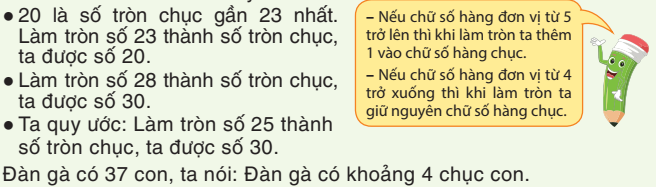 ● 20 là số tròn chục gần 23 nhất.
Làm tròn số 23 thành số tròn chục,
ta được số 20.
● Làm tròn số 28 thành số tròn chục,
ta được số 30.
● Ta quy ước: Làm tròn số 25 thành
số tròn chục, ta được số 30.
– Nếu chữ số hàng đơn vị từ 5
trở lên thì khi làm tròn ta thêm
1 vào chữ số hàng chục.
– Nếu chữ số hàng đơn vị từ 4
trở xuống thì khi làm tròn ta
giữ nguyên chữ số hàng chục.
Đàn gà có 37 con, ta nói: Đàn gà có khoảng 4 chục con.